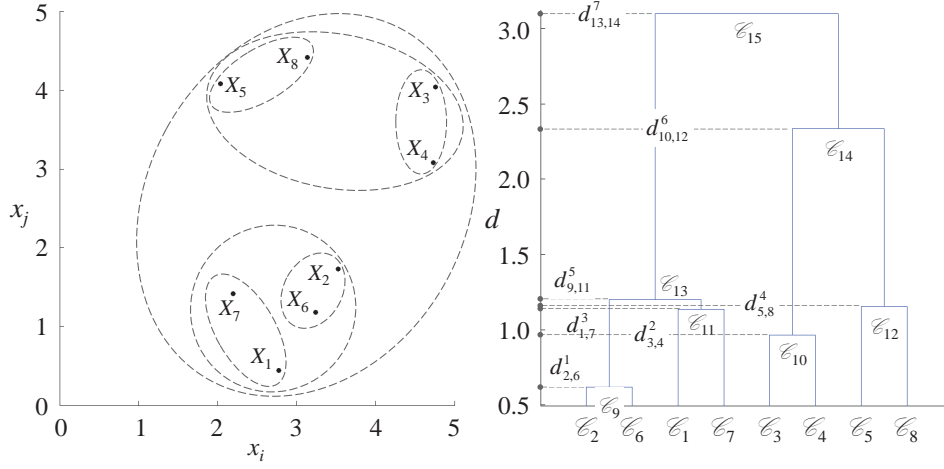 5
4
3
2
1
0
0 1 2 3 4 5
x_j
x_i
X_5
X_8
X_3
X_4
X_2
X_6
X_7
X_1
3.0
2.5
2.0
1.5
1.0
0.5
d
d^7_{13,14}
𝒞_15
d^6_{10,12}
𝒞_14
d^5_{9,11}
𝒞_13
d^4_{5,8}
d^3_{1,7}
d^2_{3,4}
𝒞_11
𝒞_12
𝒞_10
d^1_{2,6}
𝒞_9
𝒞_2 𝒞_6 𝒞_1 𝒞_7 𝒞_3 𝒞_4 𝒞_5 𝒞_8